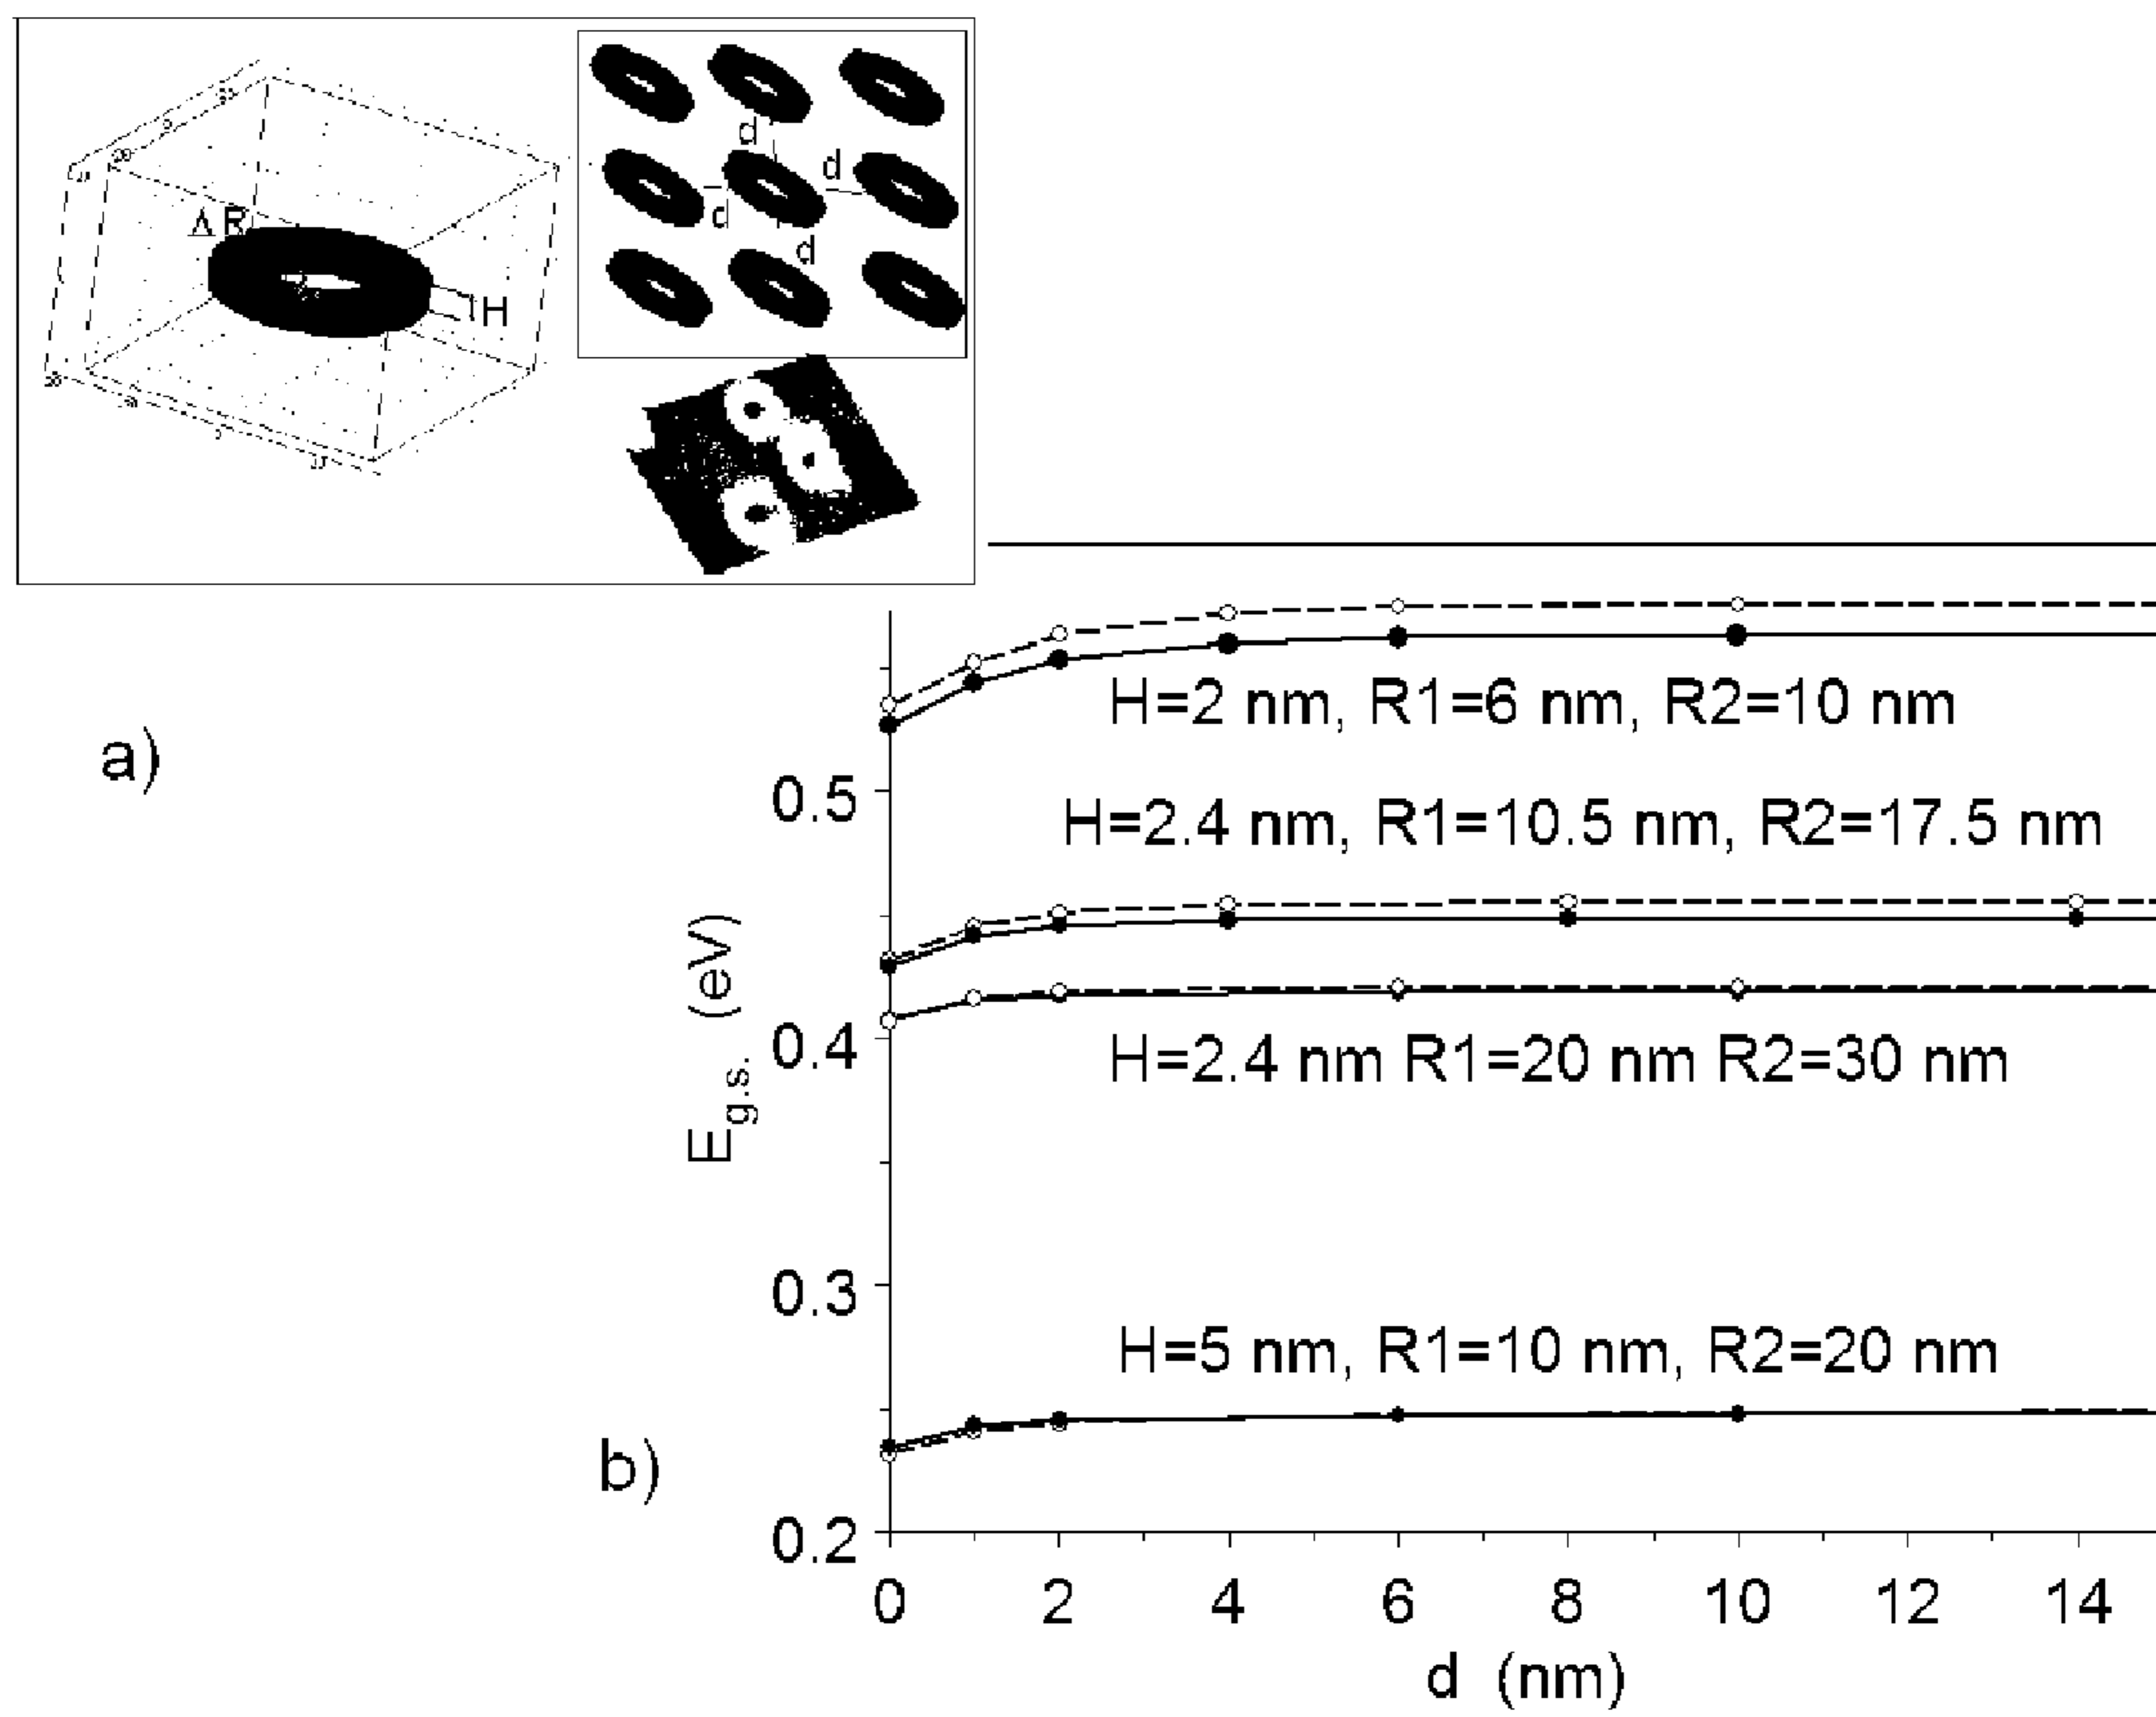 ΔR
H
d
d
d
d
a)
H=2 nm, R1=6 nm, R2=10 nm
0.5
H=2.4 nm, R1=10.5 nm, R2=17.5 nm
0.4
H=2.4 nm R1=20 nm R2=30 nm
E g.s. (eV)
0.3
H=5 nm, R1=10 nm, R2=20 nm
b)
0.2
0 2 4 6 8 10 12 14
d (nm)